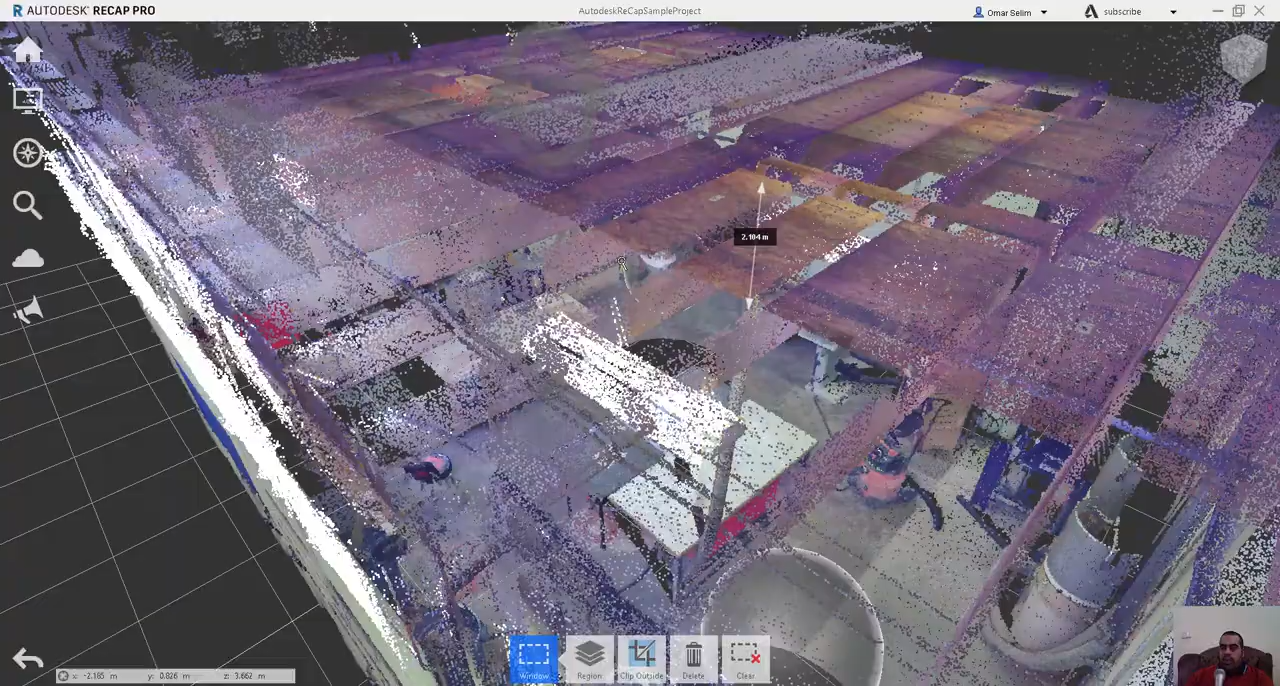 R AUTODESK® RECAP PRO
AutodeskReCapSampleProject
Omar Selim
subscribe
2.104 m
Window
Region
Clip Outside
Delete
Clear
x: -2.185 m y: 0.826 m z: 3.662 m